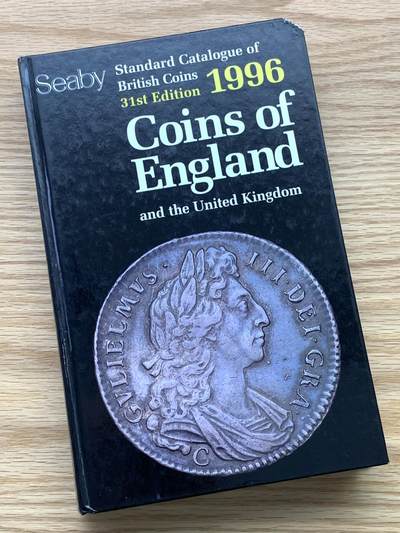 Seaby
Standard Catalogue of
British Coins
31st Edition 1996
Coins of
England
and the United Kingdom
GVLIELMVS · III · DEI · GRA
C